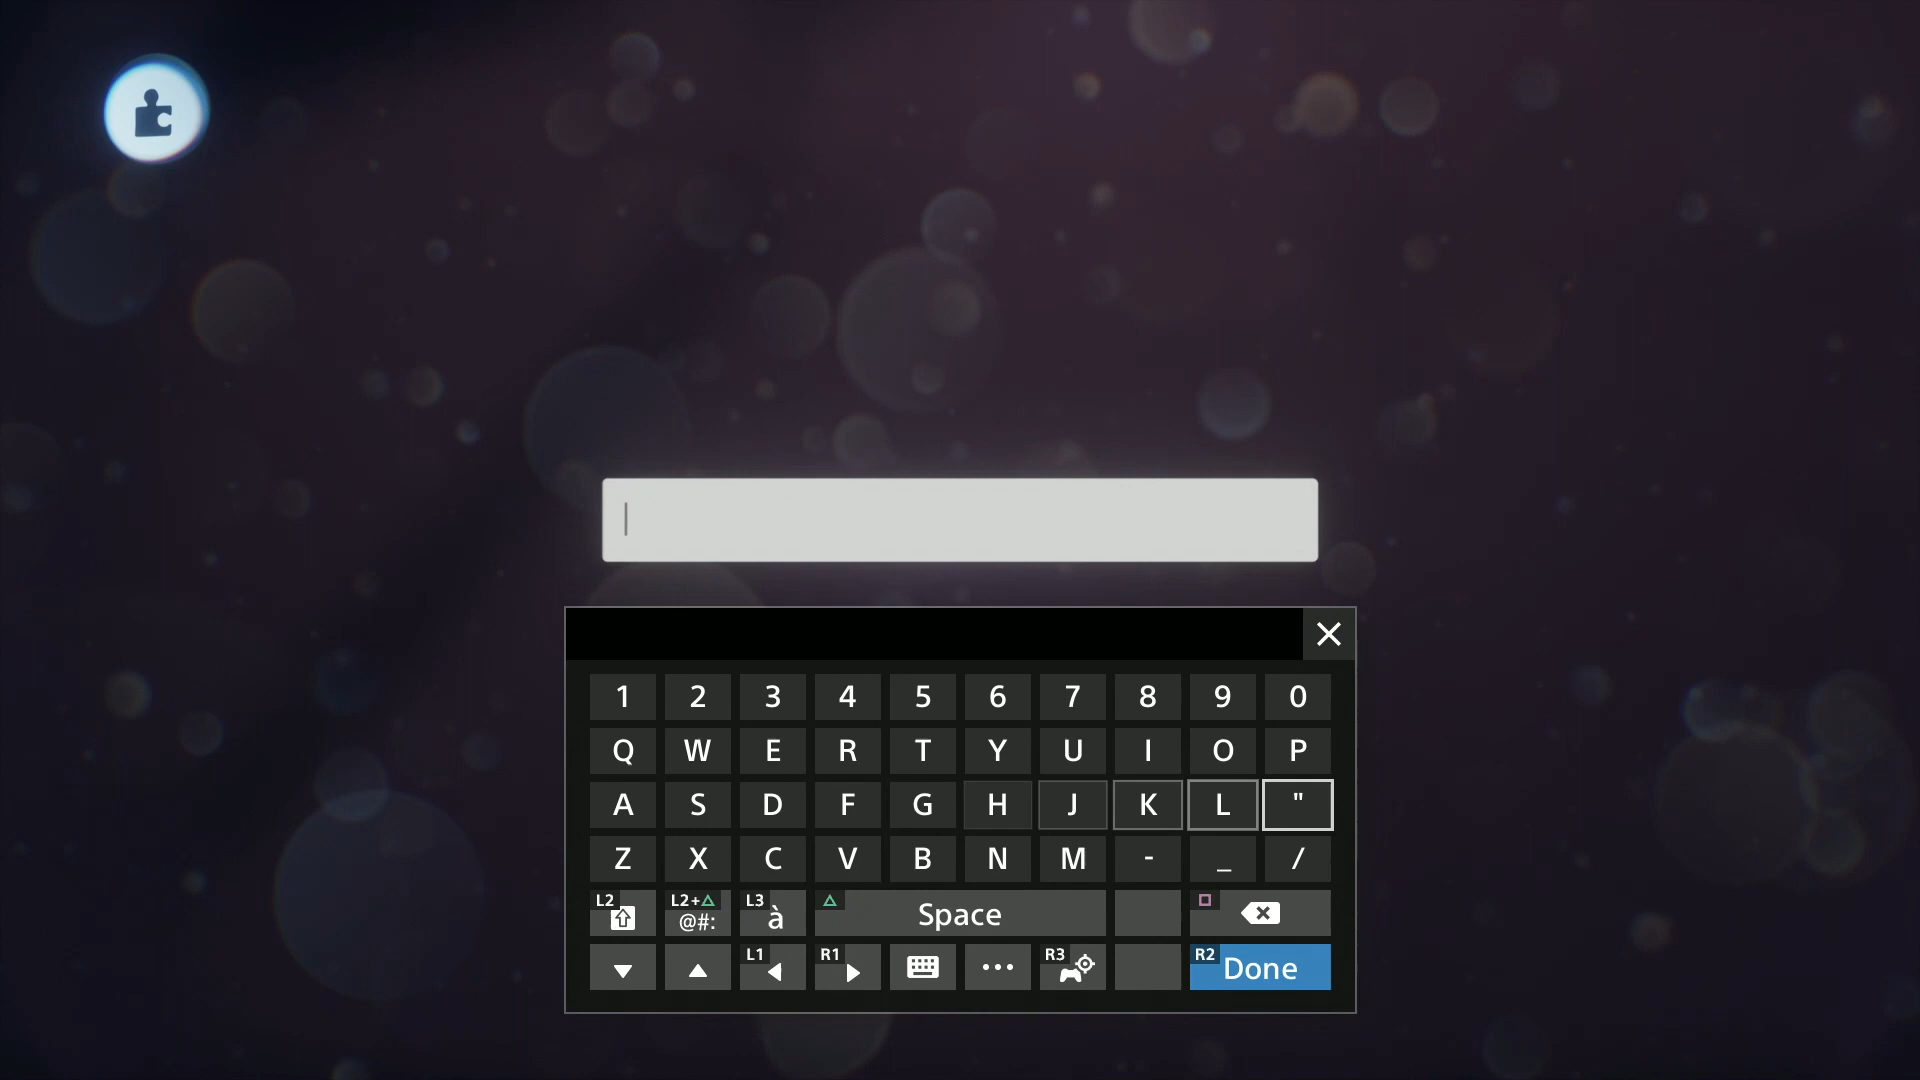 1 2 3 4 5 6 7 8 9 0
Q W E R T Y U I O P
A S D F G H J K L "
Z X C V B N M - _ /
L2 L2+△ @#: L3 à △ Space
L1 R1 ... R3 R2 Done